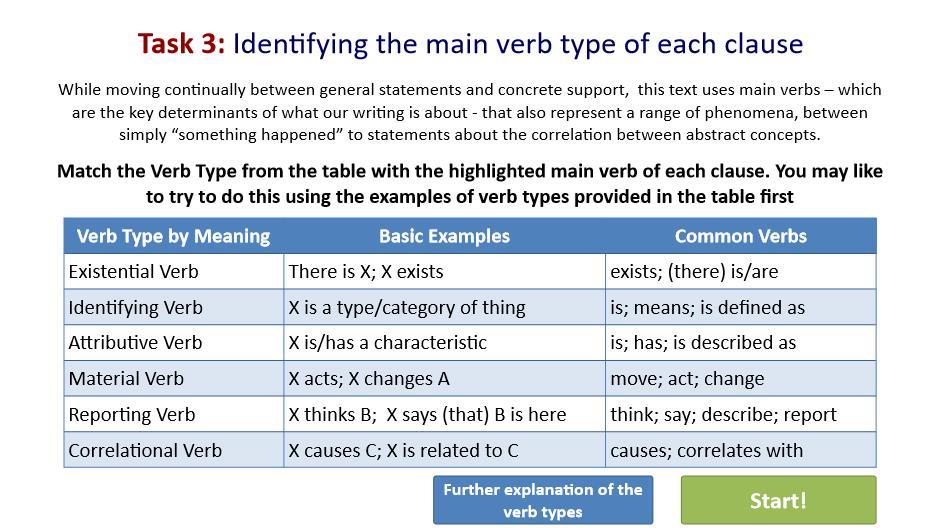 Task 3: Identifying the main verb type of each clause
While moving continually between general statements and concrete support, this text uses main verbs – which
are the key determinants of what our writing is about - that also represent a range of phenomena, between
simply “something happened” to statements about the correlation between abstract concepts.
Match the Verb Type from the table with the highlighted main verb of each clause. You may like
to try to do this using the examples of verb types provided in the table first
Verb Type by Meaning Basic Examples Common Verbs
Existential Verb There is X; X exists exists; (there) is/are
Identifying Verb X is a type/category of thing is; means; is defined as
Attributive Verb X is/has a characteristic is; has; is described as
Material Verb X acts; X changes A move; act; change
Reporting Verb X thinks B; X says (that) B is here think; say; describe; report
Correlational Verb X causes C; X is related to C causes; correlates with
Further explanation of the
verb types
Start!